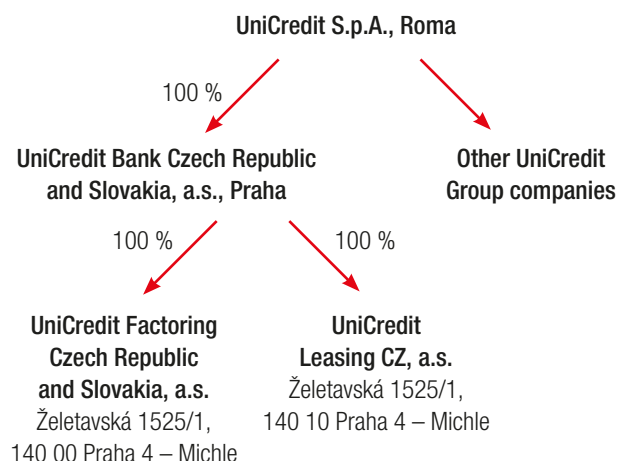 UniCredit S.p.A., Roma
100 %
UniCredit Bank Czech Republic
and Slovakia, a.s., Praha
Other UniCredit
Group companies
100 %
100 %
UniCredit Factoring
Czech Republic
and Slovakia, a.s.
Želetavská 1525/1,
140 00 Praha 4 – Michle
UniCredit
Leasing CZ, a.s.
Želetavská 1525/1,
140 10 Praha 4 – Michle